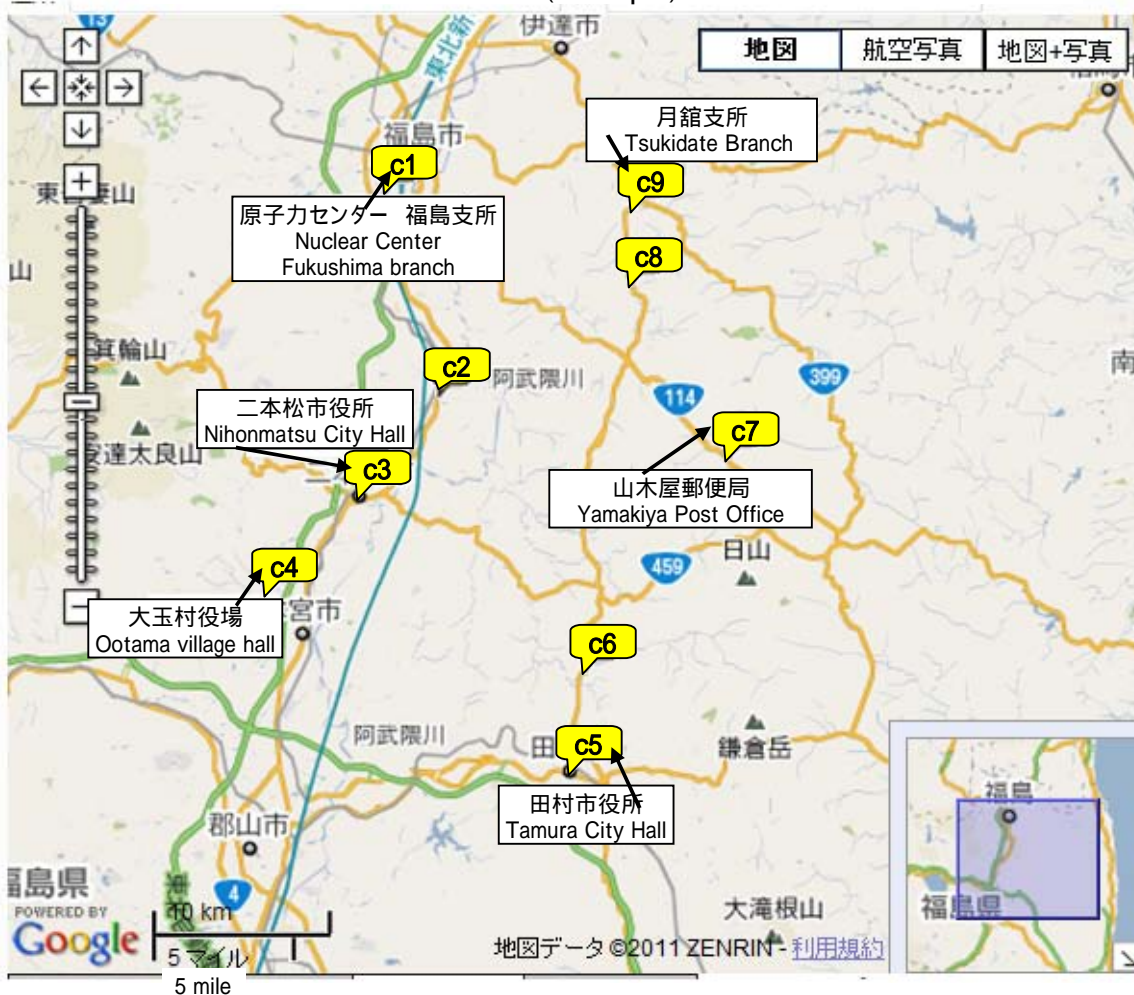 伊達市
13
東北新
地図
航空写真
地図+写真
福島市
月舘支所
Tsukidate Branch
c1
c9
原子力センター 福島支所
Nuclear Center
Fukushima branch
c8
山
箕輪山
c2
阿武隈川
399
114
南
二本松市役所
Nihonmatsu City Hall
c7
安達太良山
c3
山木屋郵便局
Yamakiya Post Office
日山
459
c4
大玉村役場
Ootama village hall
宮市
c6
阿武隈川
田
c5
鎌倉岳
田村市役所
Tamura City Hall
郡山市
福島
福島県
4
福島県
POWERED BY
Google
10 km
5 マイル
5 mile
大滝根山
地図データ ©2011 ZENRIN - 利用規約